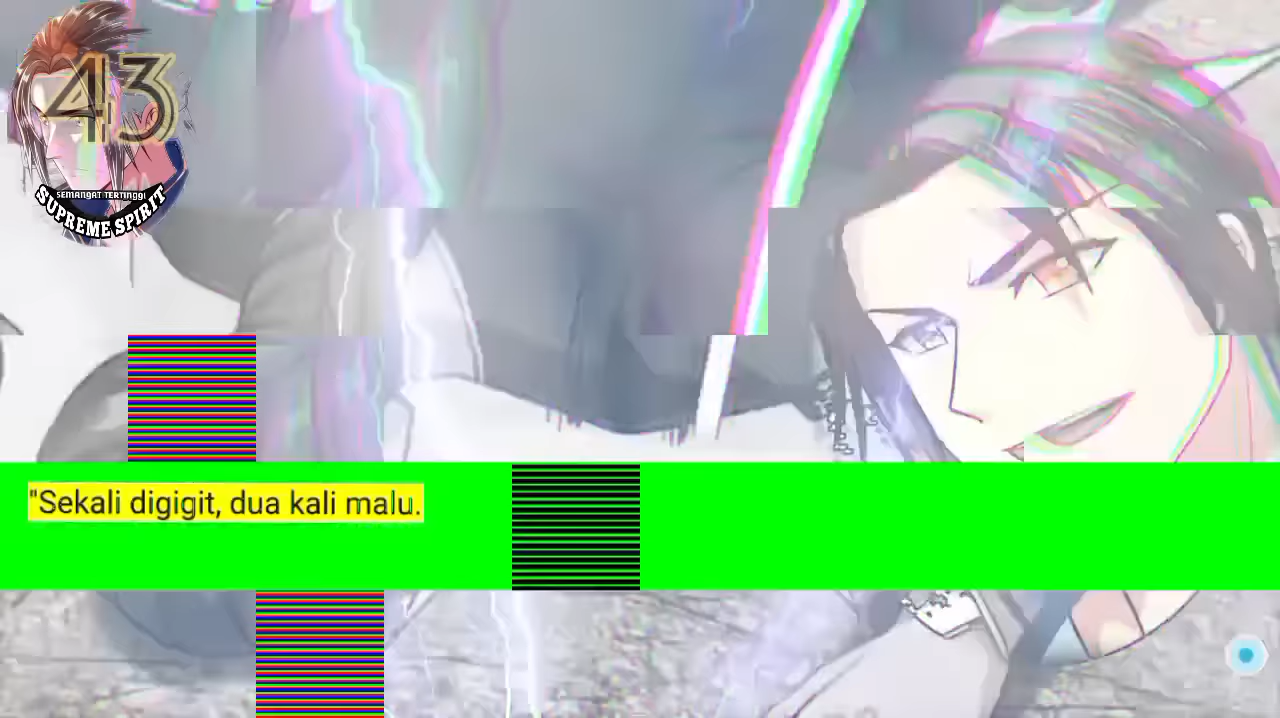 43
SEMANGAT TERTINGGI
SUPREME SPIRIT
"Sekali digigit, dua kali malu.